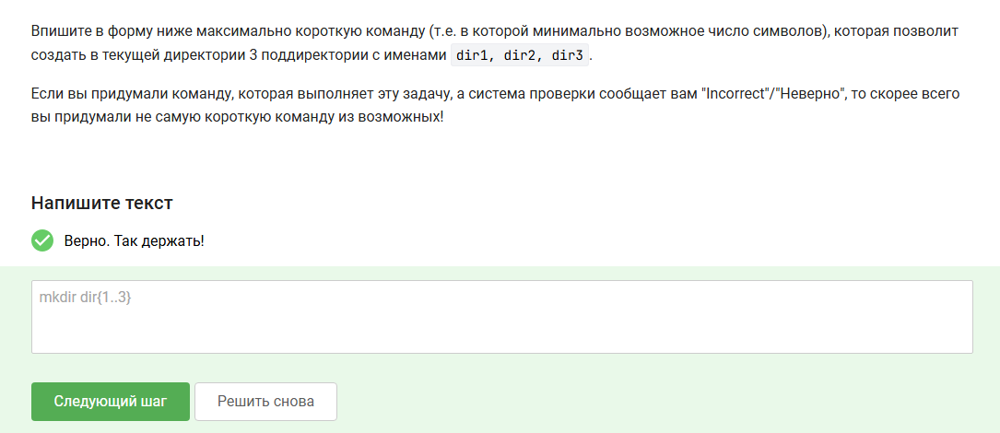 Впишите в форму ниже максимально короткую команду (т.е. в которой минимально возможное число символов), которая позволит
создать в текущей директории 3 поддиректории с именами dir1, dir2, dir3.
Если вы придумали команду, которая выполняет эту задачу, а система проверки сообщает вам "Incorrect"/"Неверно", то скорее всего
вы придумали не самую короткую команду из возможных!
Напишите текст
Верно. Так держать!
mkdir dir{1..3}
Следующий шаг
Решить снова